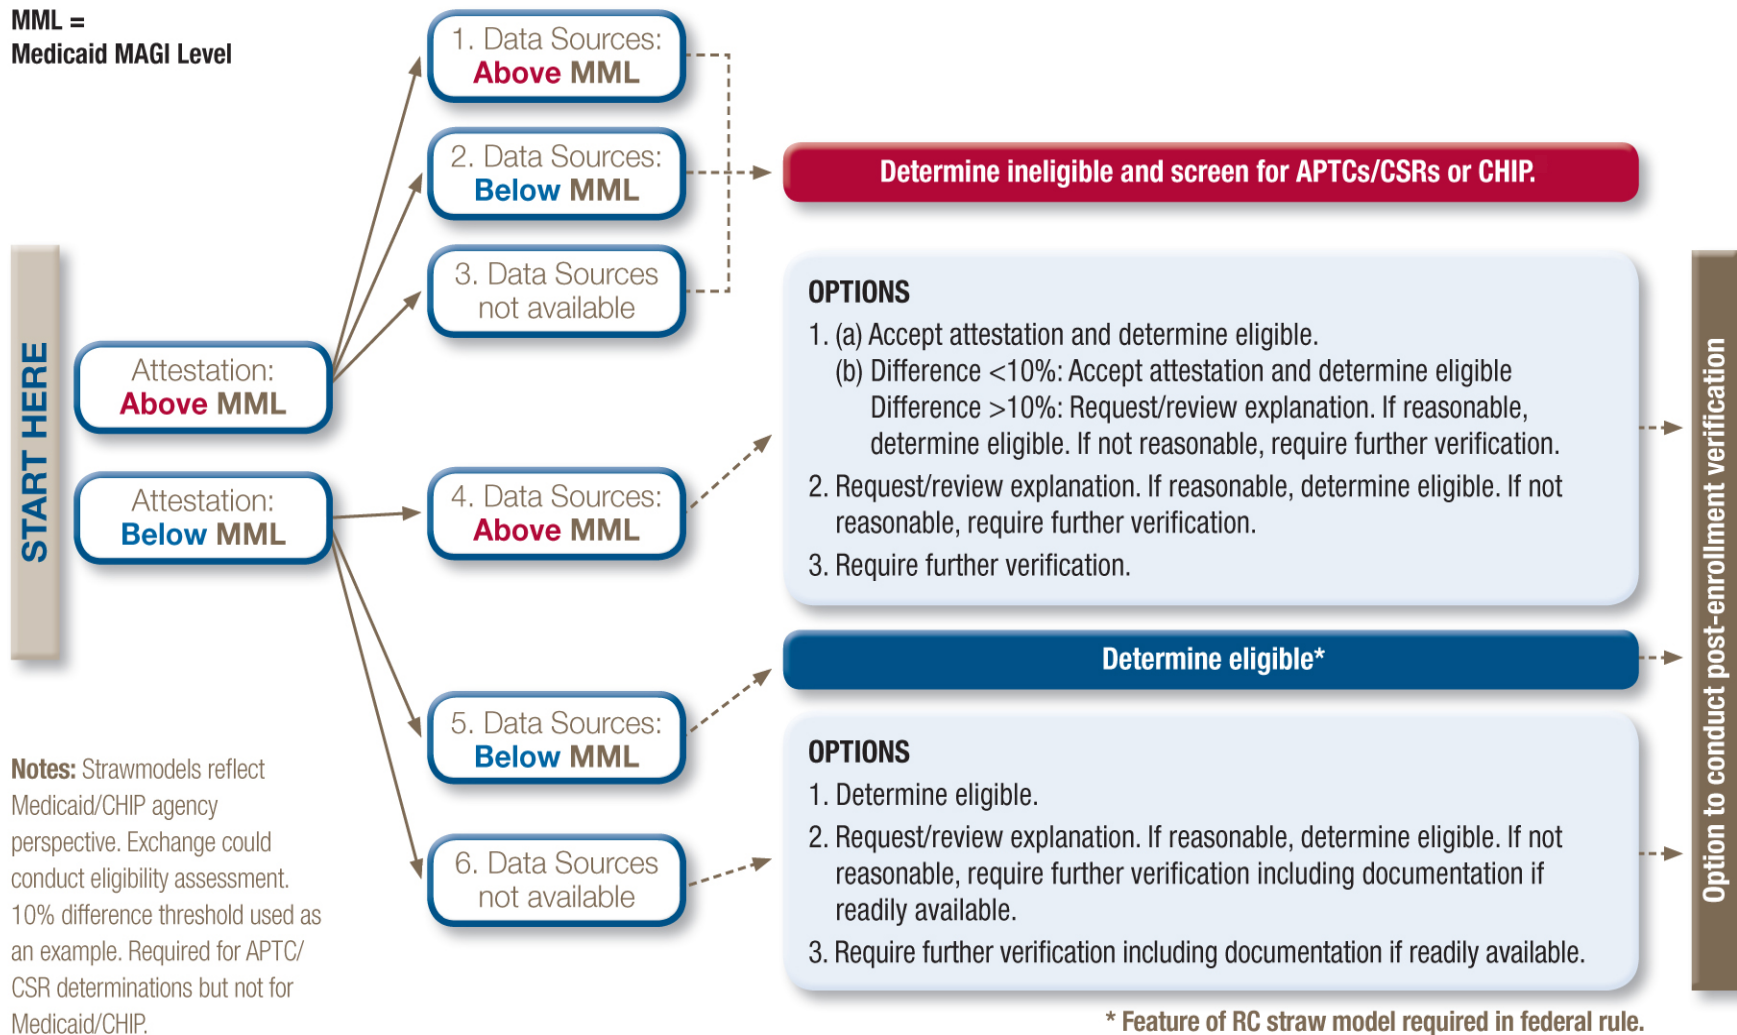 MML =
Medicaid MAGI Level
START HERE
Attestation:
Above MML
Attestation:
Below MML
1. Data Sources:
Above MML
2. Data Sources:
Below MML
3. Data Sources
not available
4. Data Sources:
Above MML
5. Data Sources:
Below MML
6. Data Sources
not available
Determine ineligible and screen for APTCs/CSRs or CHIP.
OPTIONS
1. (a) Accept attestation and determine eligible.
(b) Difference <10%: Accept attestation and determine eligible
Difference >10%: Request/review explanation. If reasonable,
determine eligible. If not reasonable, require further verification.
2. Request/review explanation. If reasonable, determine eligible. If not
reasonable, require further verification.
3. Require further verification.
Determine eligible*
OPTIONS
1. Determine eligible.
2. Request/review explanation. If reasonable, determine eligible. If not
reasonable, require further verification including documentation if
readily available.
3. Require further verification including documentation if readily available.
Option to conduct post-enrollment verification
Notes: Strawmodels reflect
Medicaid/CHIP agency
perspective. Exchange could
conduct eligibility assessment.
10% difference threshold used as
an example. Required for APTC/
CSR determinations but not for
Medicaid/CHIP.
* Feature of RC straw model required in federal rule.